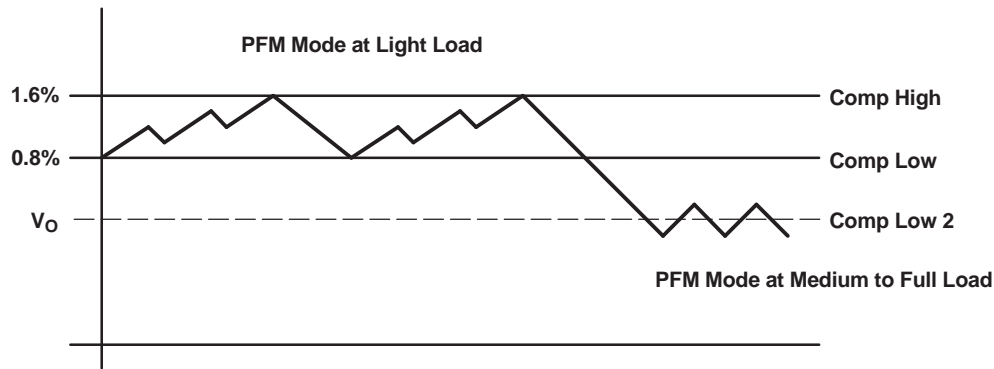 PFM Mode at Light Load
1.6%
Comp High
0.8%
Comp Low
VO
Comp Low 2
PFM Mode at Medium to Full Load